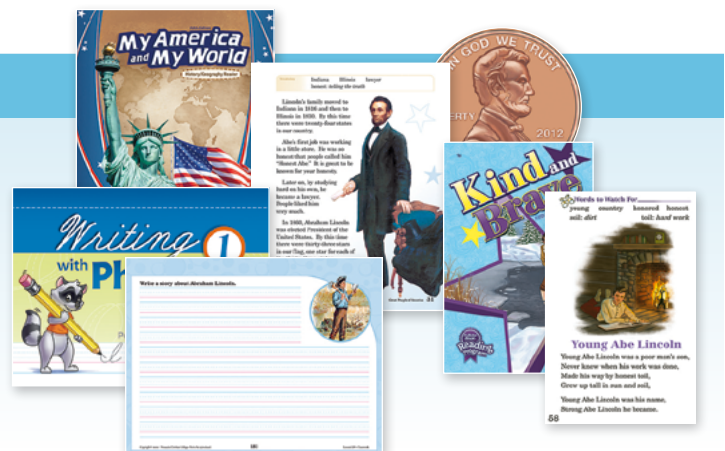 My America
and My World
History/Geography Reader
Indiana Illinois lawyer
honest: telling the truth
Lincoln's family moved to
Indiana in 1816 and then to
Illinois in 1830. By this time
there were twenty-four states
in our country.
Abe's first job was working
in a little store. He was so
honest that people called him
"Honest Abe." It is great to be
known for your honesty.
Later on, by studying
hard on his own, he
became a lawyer.
People liked him
very much.
In 1860, Abraham Lincoln
was elected President of the
United States. By this time
there were thirty-three stars
in our flag, one star for each of
IN GOD WE TRUST
LIBERTY
2012
Kind and
Brave
Reading
Words to Watch For
young country honored honest
soil: dirt toil: hard work
Young Abe Lincoln
Young Abe Lincoln was a poor man's son,
Never knew when his work was done,
Made his way by honest toil,
Grew up tall in sun and soil,
Young Abe Lincoln was his name,
Strong Abe Lincoln he became.
58
Writing 1
with Ph
Write a story about Abraham Lincoln.